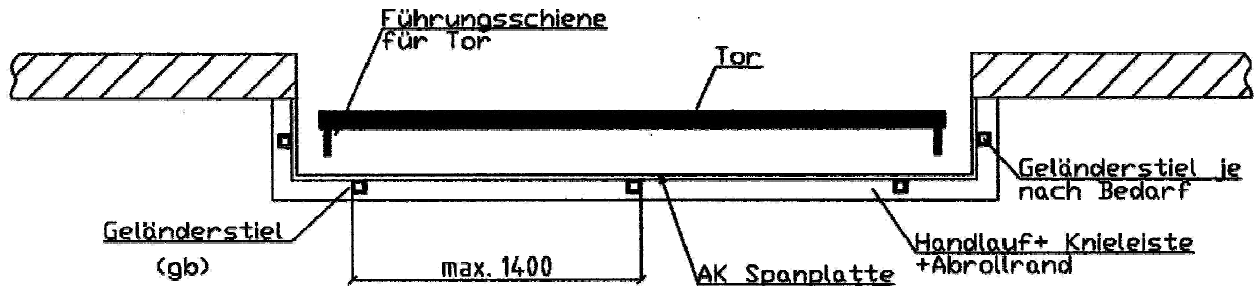 Führungsschiene
für Tor
Tor
Geländerstiel je
nach Bedarf
Geländerstiel
(gb)
max. 1400
AK Spanplatte
Handlauf+ Knieleiste
+Abrollrand